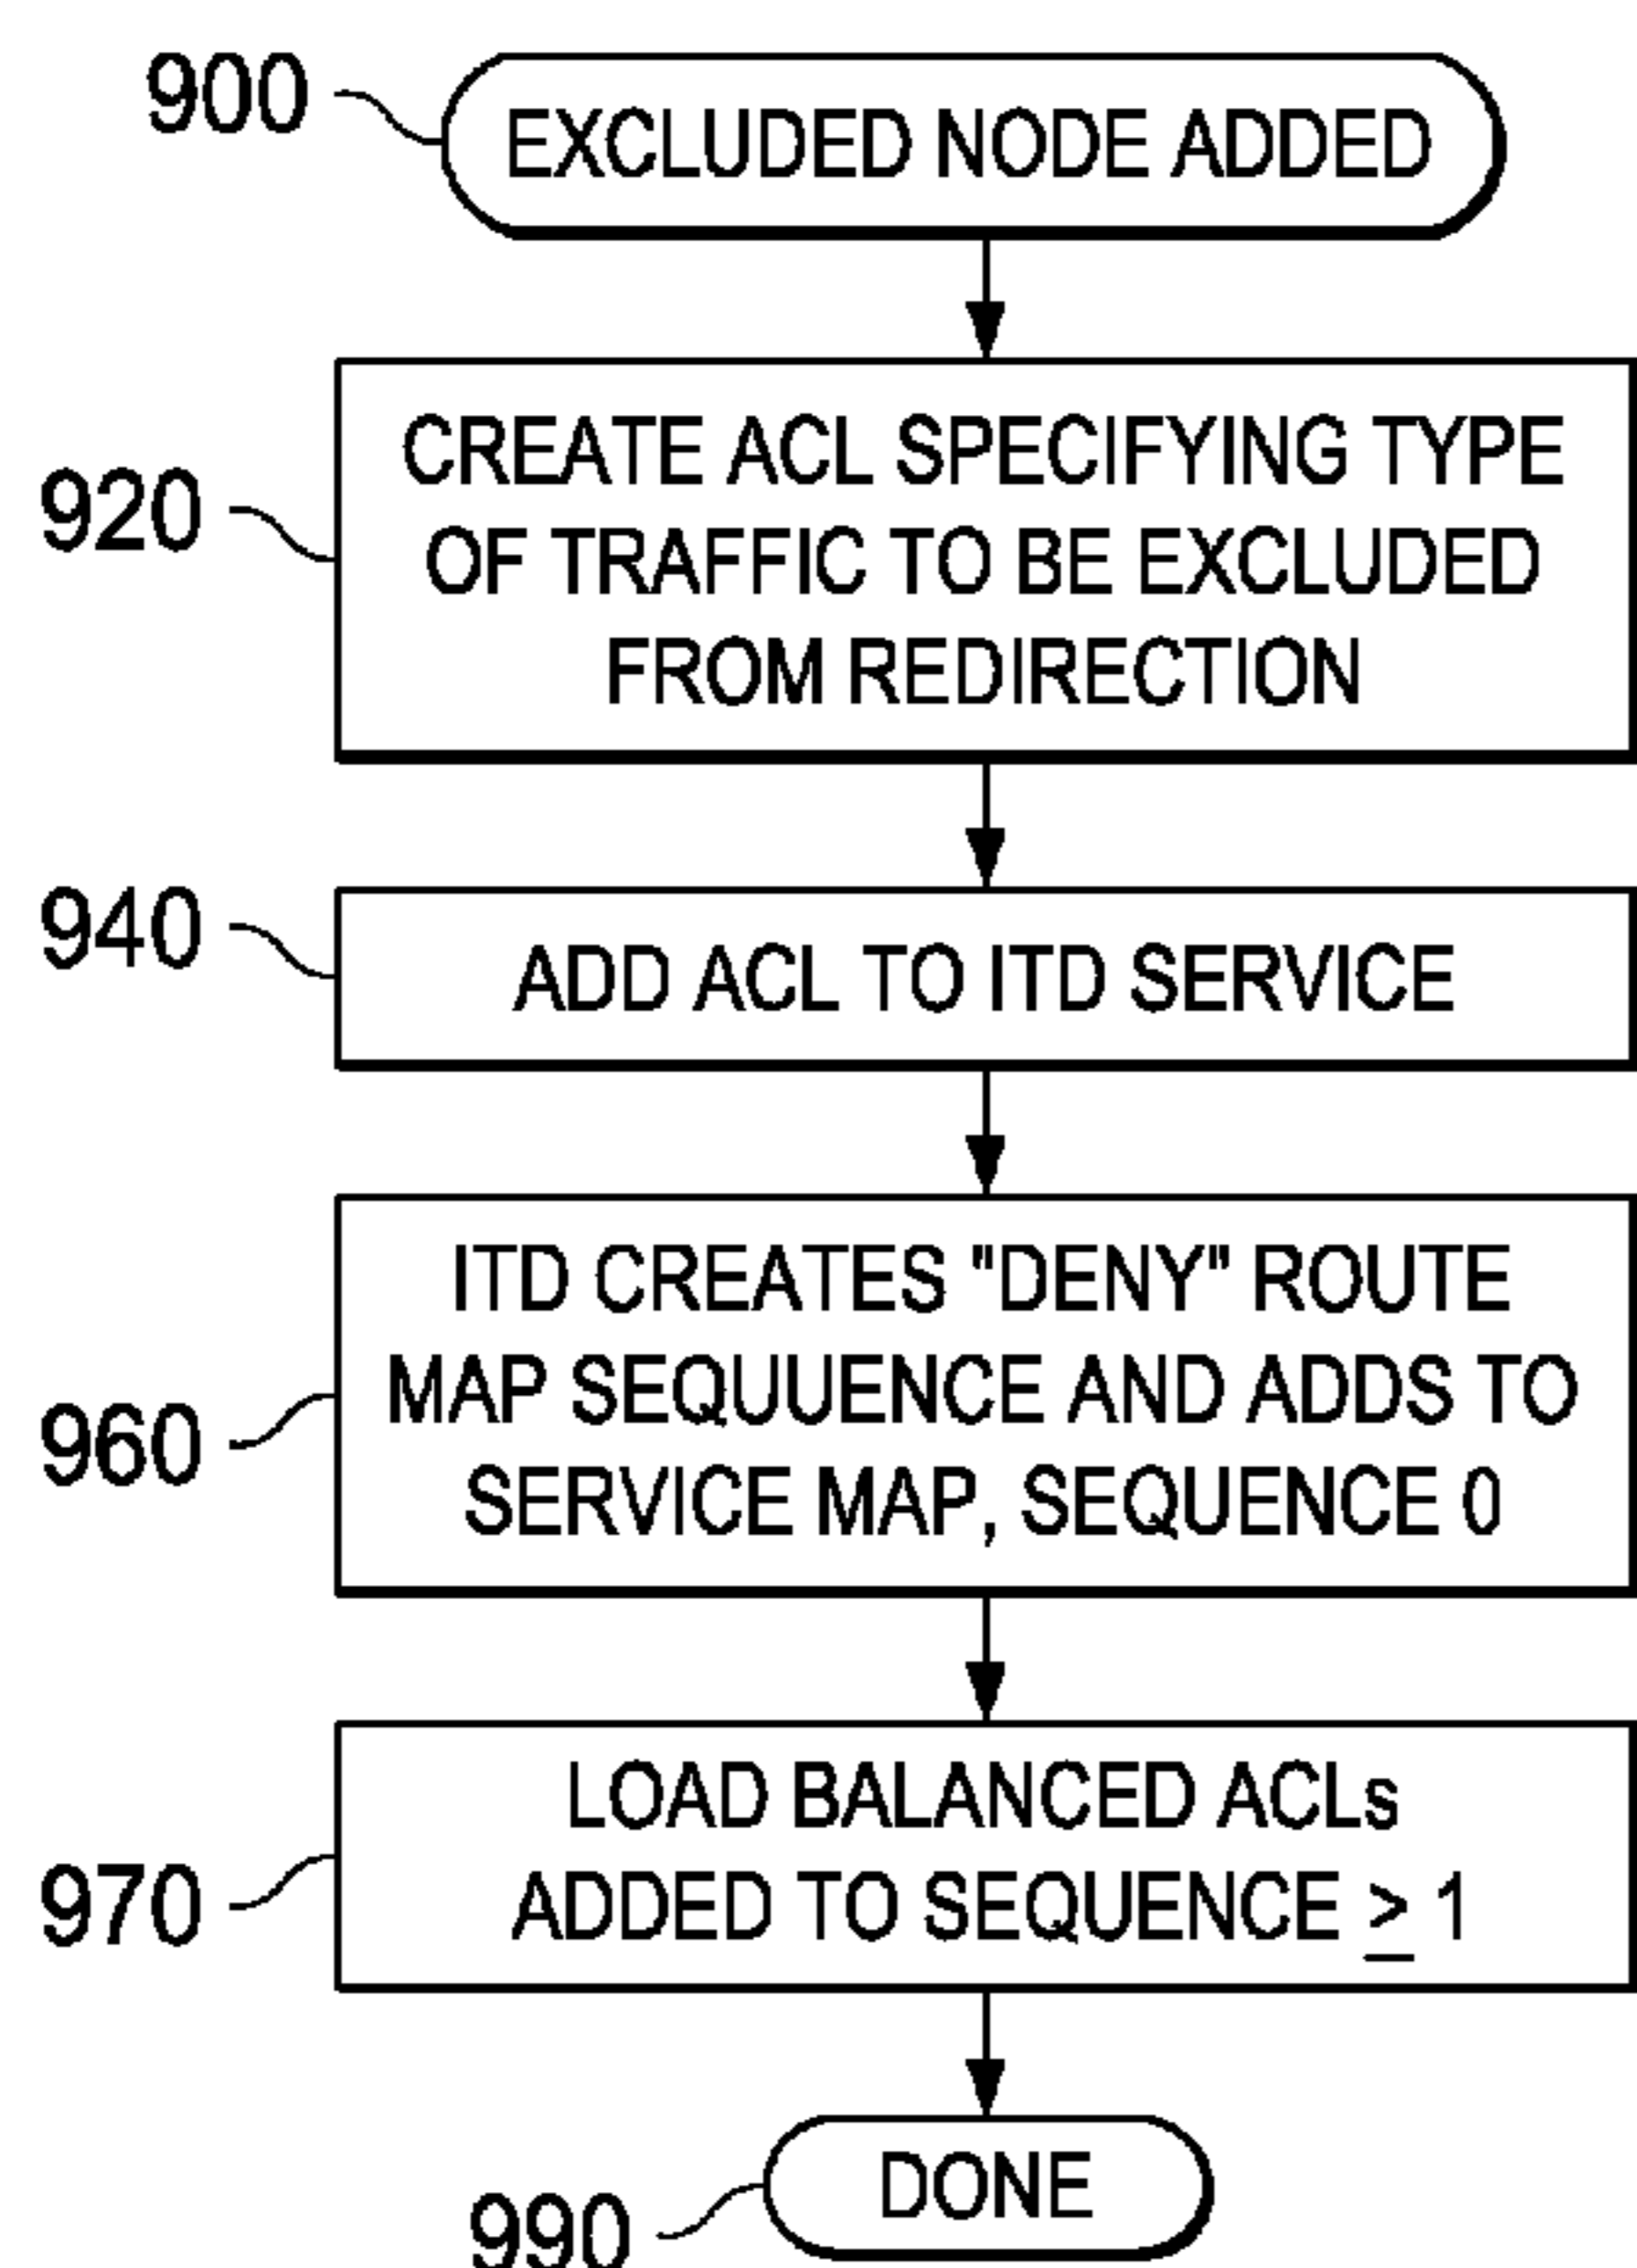 900
EXCLUDED NODE ADDED
920
CREATE ACL SPECIFYING TYPE
OF TRAFFIC TO BE EXCLUDED
FROM REDIRECTION
940
ADD ACL TO ITD SERVICE
960
ITD CREATES "DENY" ROUTE
MAP SEQUUENCE AND ADDS TO
SERVICE MAP, SEQUENCE 0
970
LOAD BALANCED ACLs
ADDED TO SEQUENCE ≥ 1
990
DONE